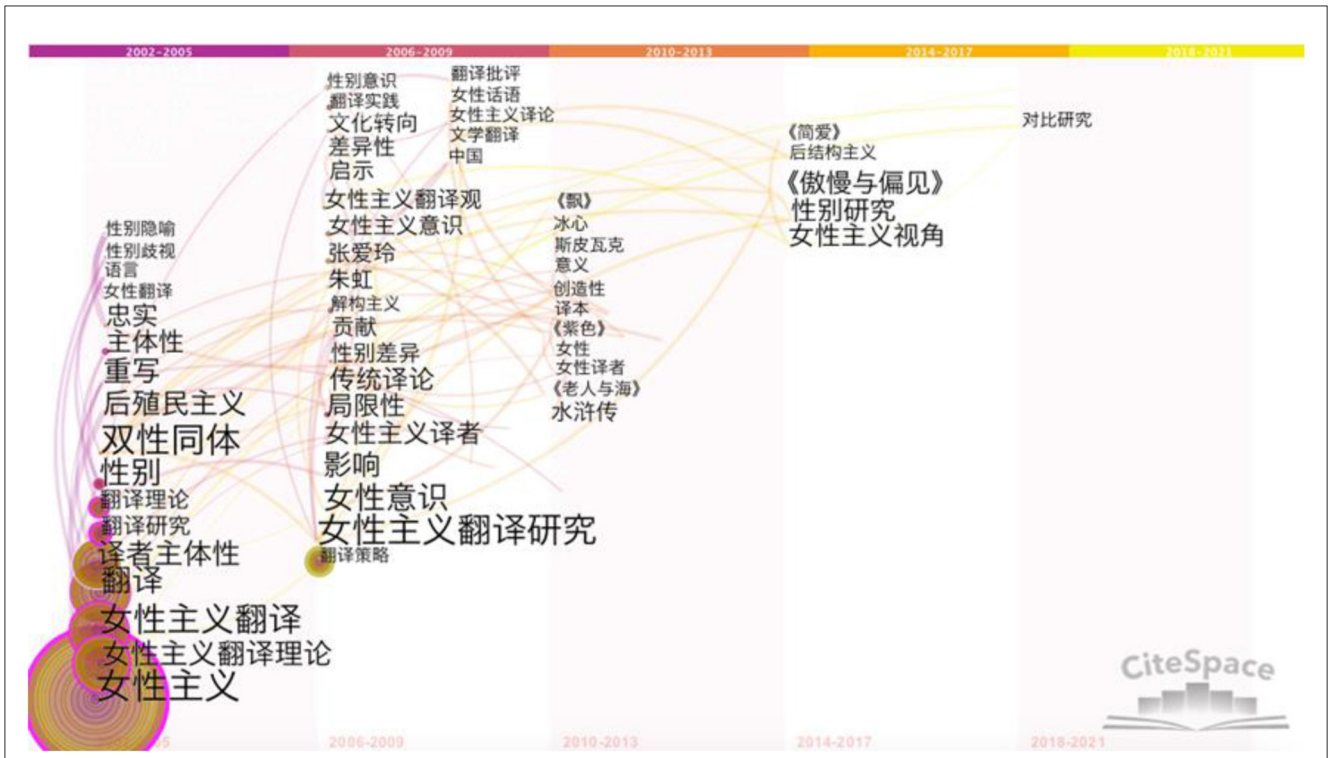 2002-2005
2006-2009
2010-2013
2014-2017
2018-2021
性别隐喻
性别歧视
语言
女性翻译
忠实
主体性
重写
后殖民主义
双性同体
性别
翻译理论
翻译研究
译者主体性
翻译
女性主义翻译
女性主义翻译理论
女性主义
性别意识
翻译实践
文化转向
差异性
启示
女性主义翻译观
女性主义意识
张爱玲
朱虹
解构主义
贡献
性别差异
传统译论
局限性
女性主义译者
影响
女性意识
女性主义翻译研究
翻译策略
翻译批评
女性话语
女性主义译论
文学翻译
中国
《飘》
冰心
斯皮瓦克
意义
创造性
译本
《紫色》
女性
女性译者
《老人与海》
水浒传
《简爱》
后结构主义
《傲慢与偏见》
性别研究
女性主义视角
对比研究
CiteSpace
2006-2009
2010-2013
2014-2017
2018-2021